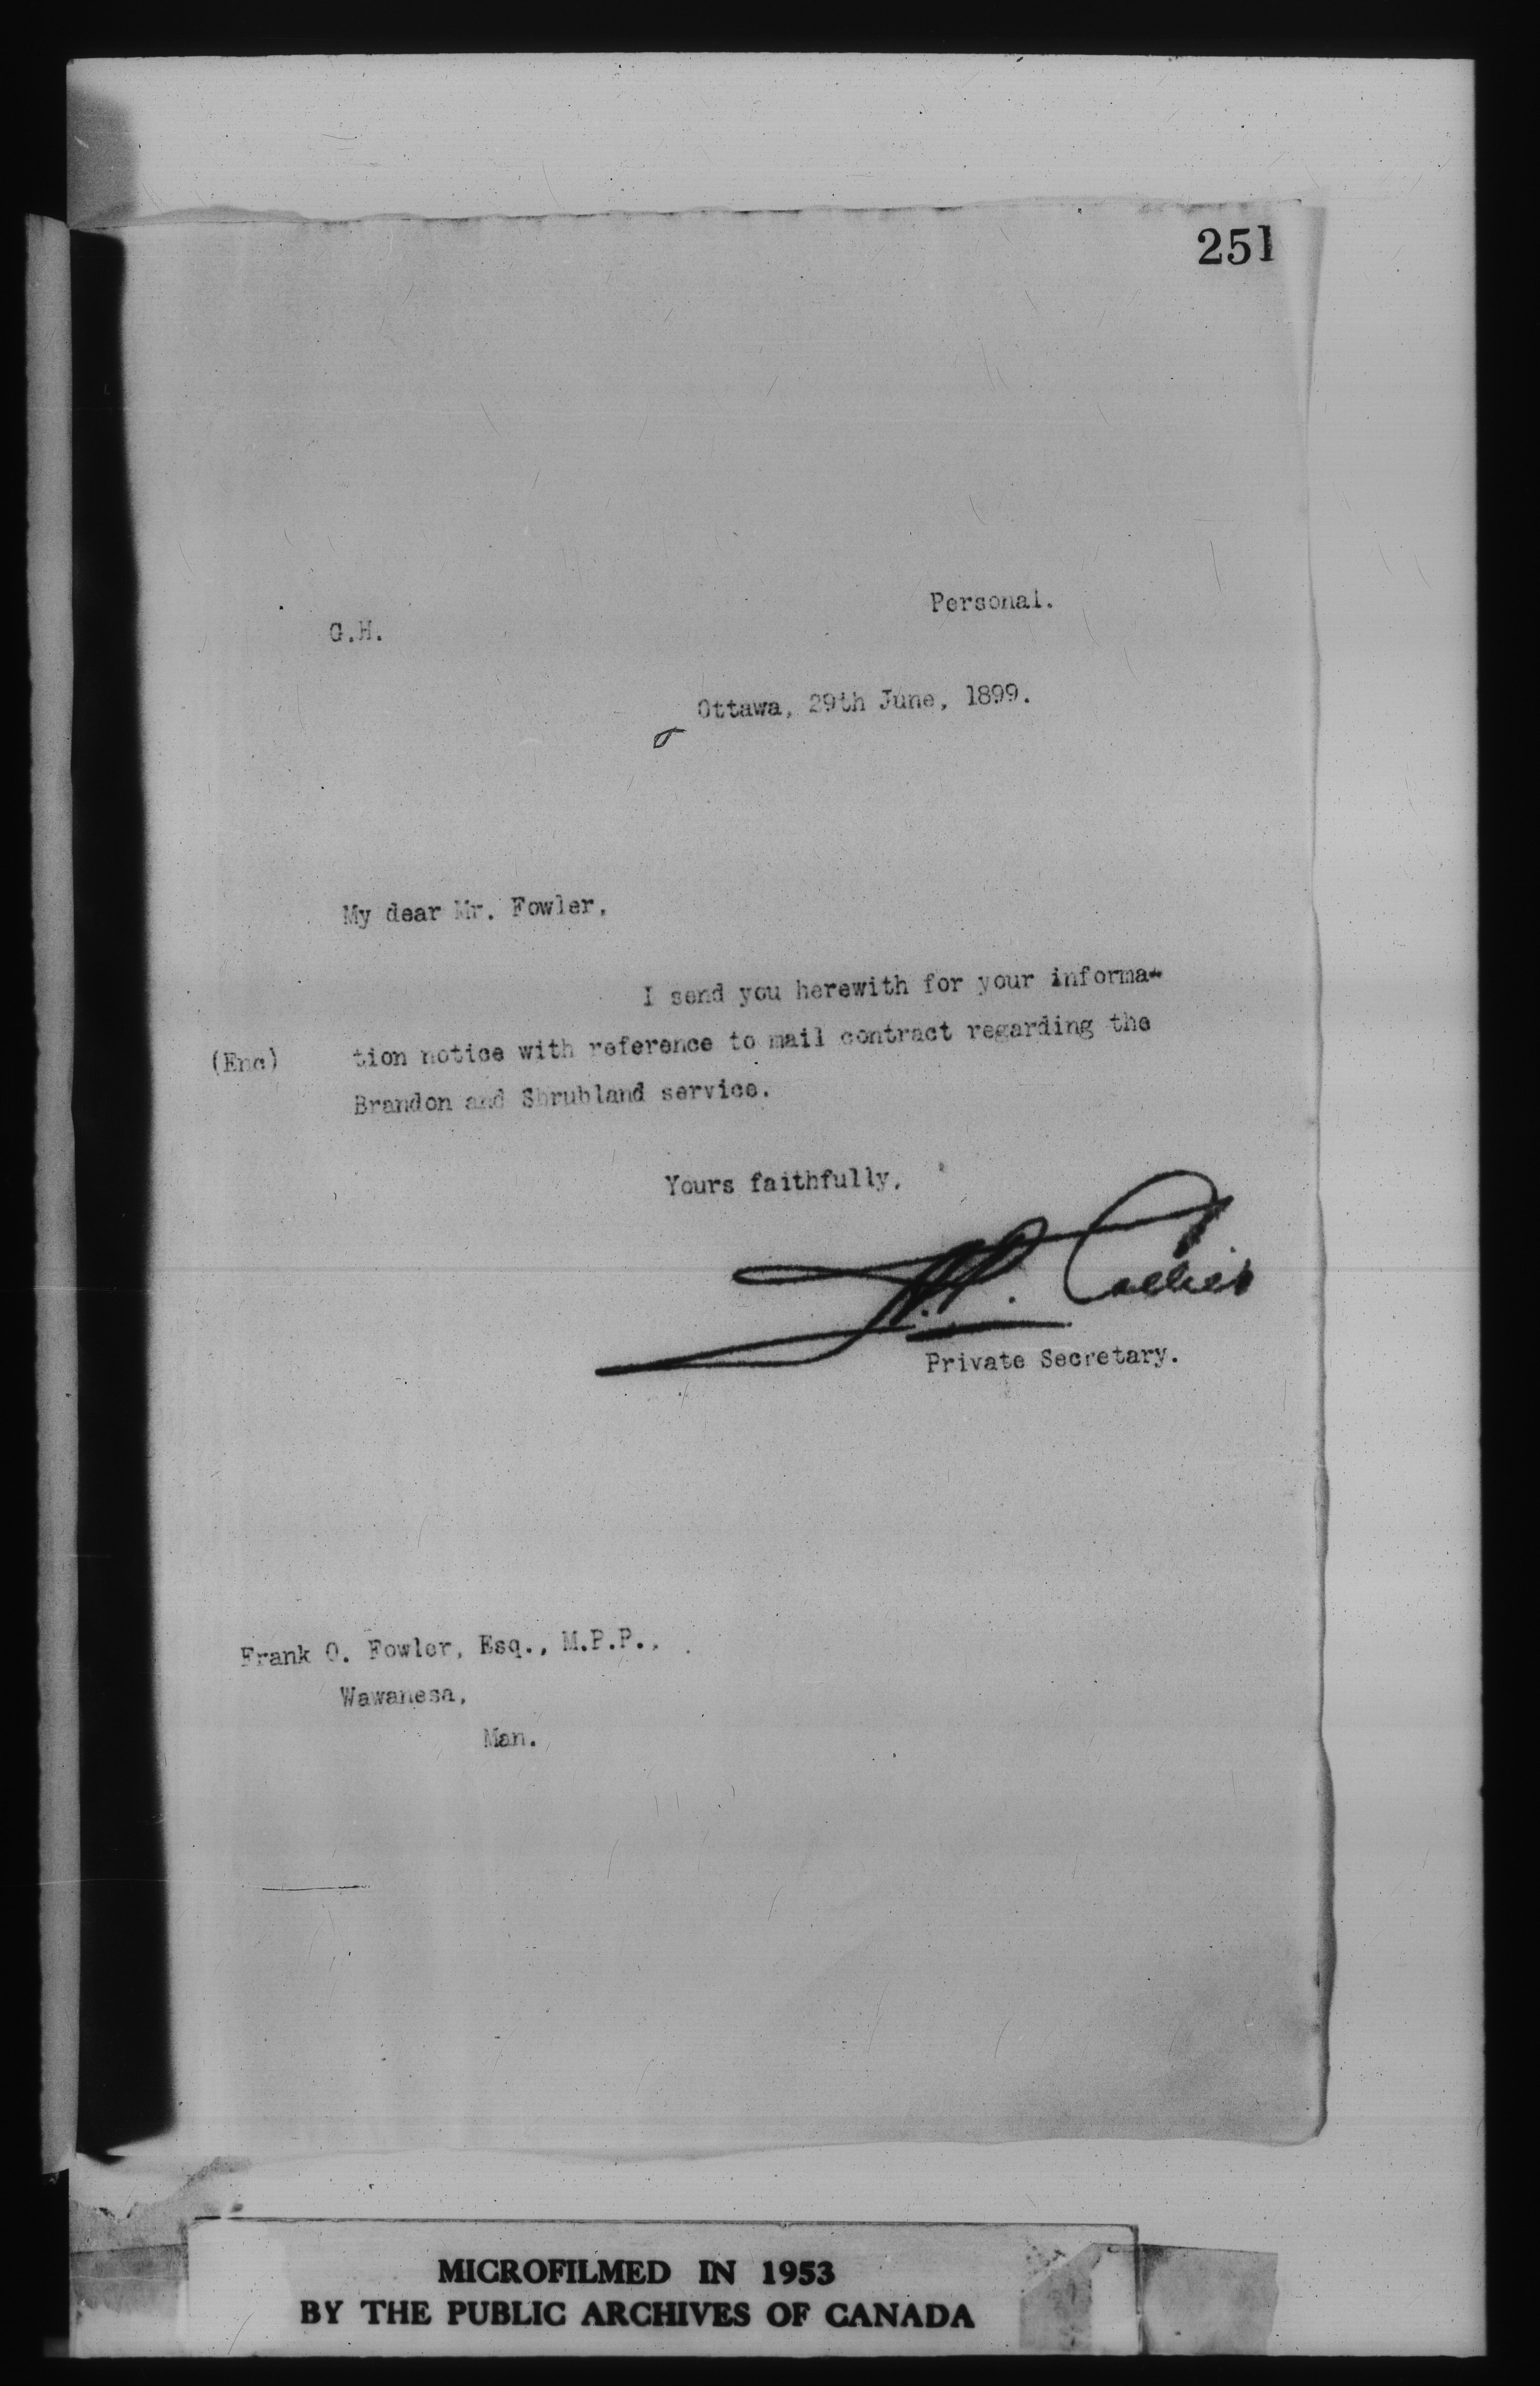 251
Personal.
G.H.
Ottawa, 29th June, 1899.
My dear Mr. Fowler,
I send you herewith for your informa-
(Enc) tion notice with reference to mail contract regarding the
Brandon and Shrubland service.
Yours faithfully,
Collier
Private Secretary.
Frank O. Fowler, Esq., M.P.P.,
Wawanesa,
Man.
MICROFILMED IN 1953
BY THE PUBLIC ARCHIVES OF CANADA